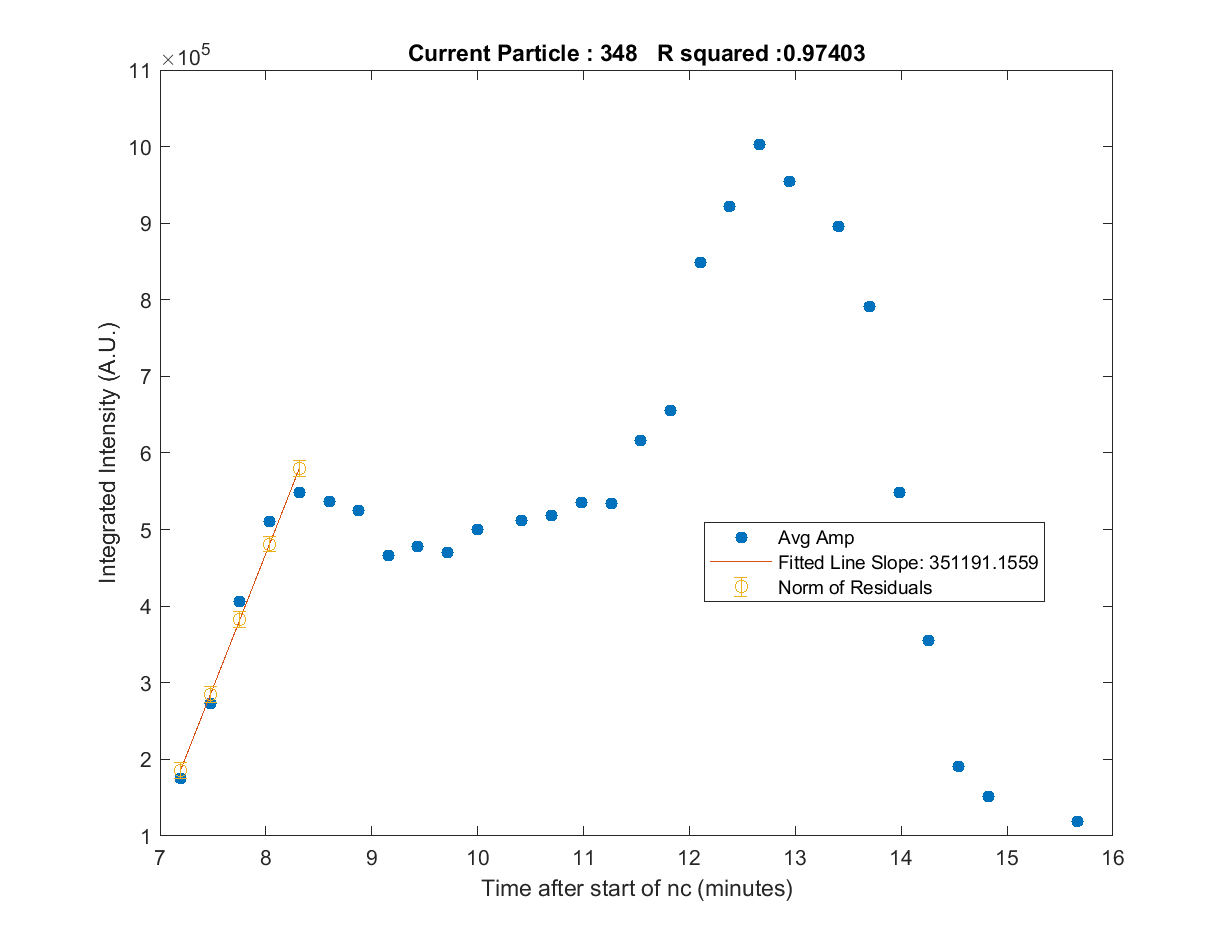 Current Particle : 348   R squared :0.97403
×10^5
11
10
9
8
7
6
5
4
3
2
1
Integrated Intensity (A.U.)
Avg Amp
Fitted Line Slope: 351191.1559
Norm of Residuals
7 8 9 10 11 12 13 14 15 16
Time after start of nc (minutes)